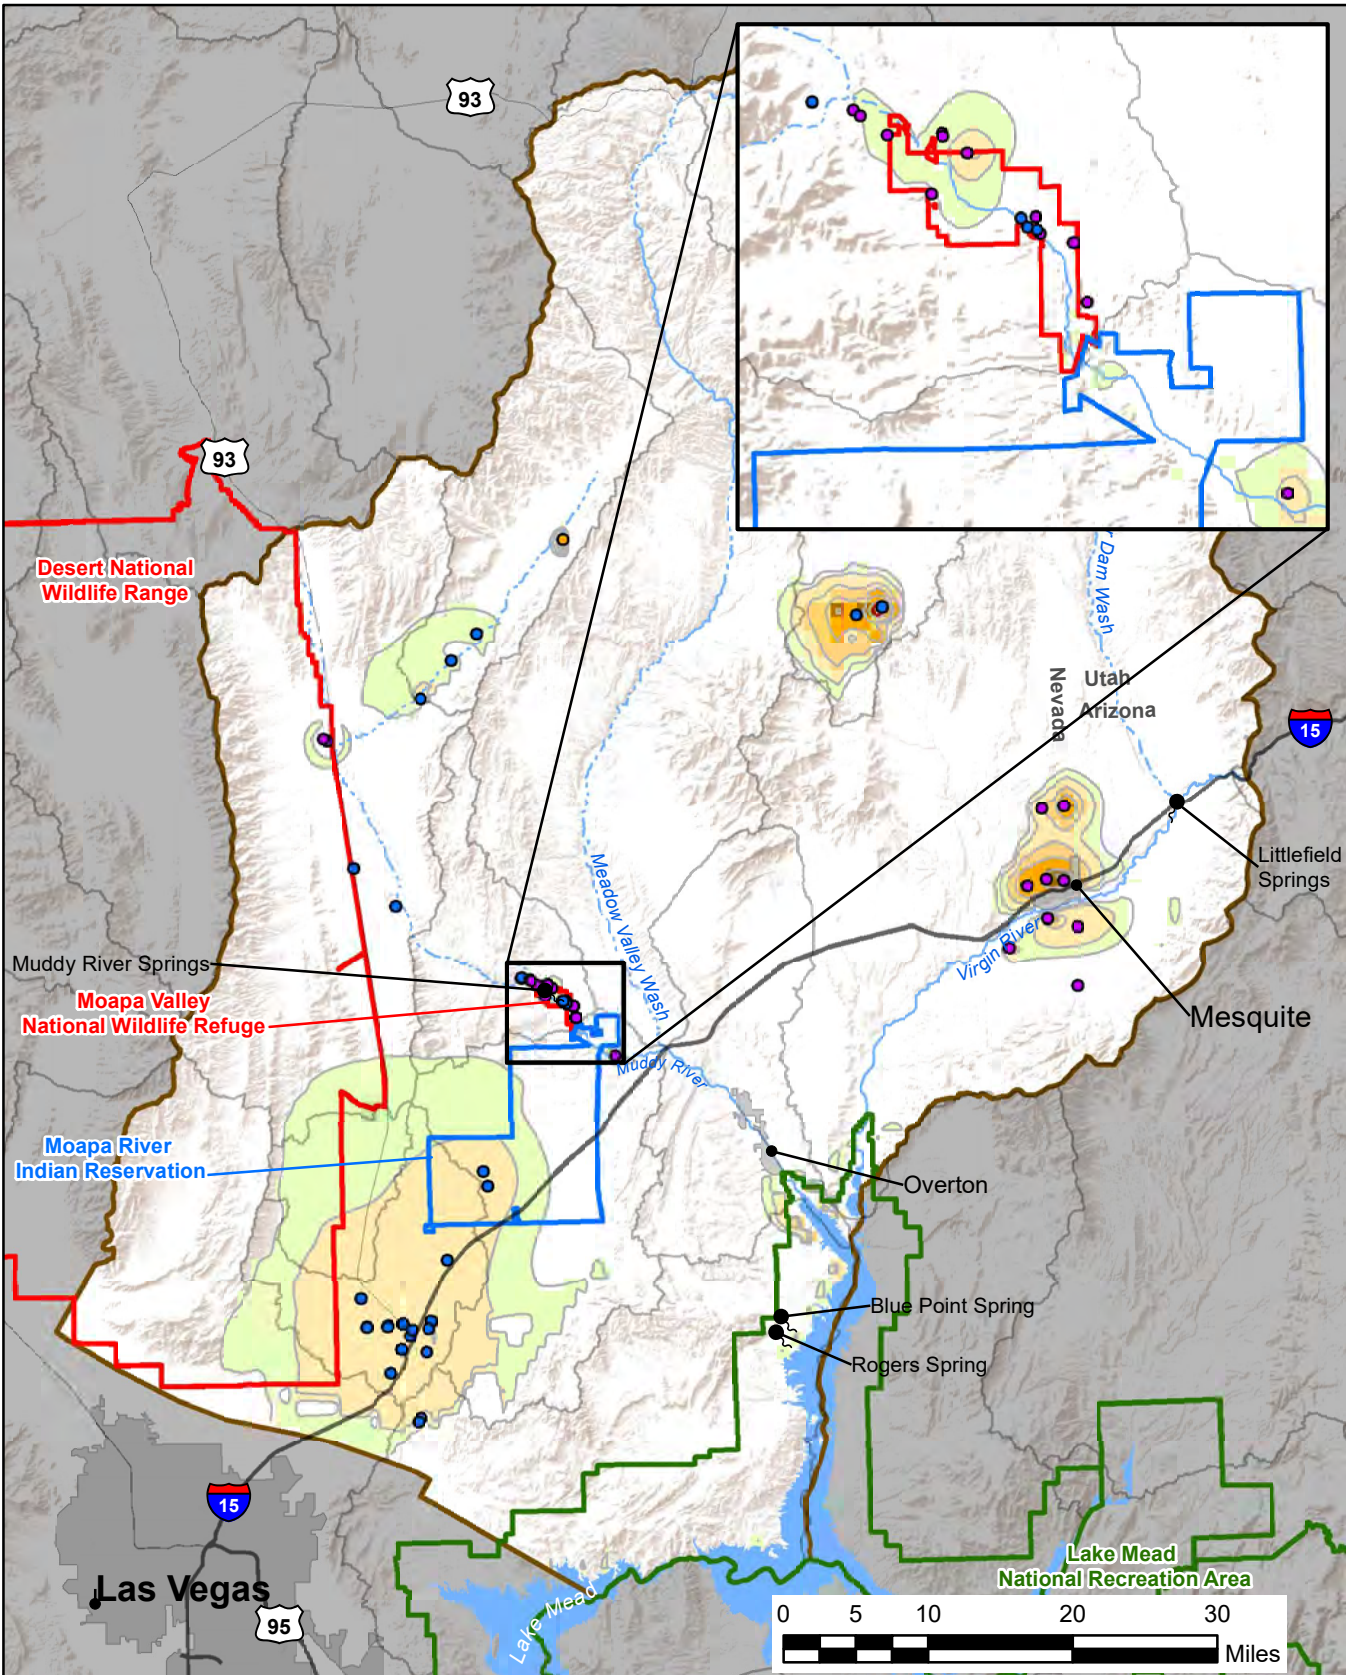 93
93
Desert National
Wildlife Range
r Dam Wash
Nevada
Utah
Arizona
15
Littlefield
Springs
Meadow Valley Wash
Virgin River
Muddy River Springs
Moapa Valley
National Wildlife Refuge
Mesquite
Muddy River
Moapa River
Indian Reservation
Overton
Blue Point Spring
Rogers Spring
15
Las Vegas
95
Lake Mead
Lake Mead
National Recreation Area
0 5 10 20 30
Miles